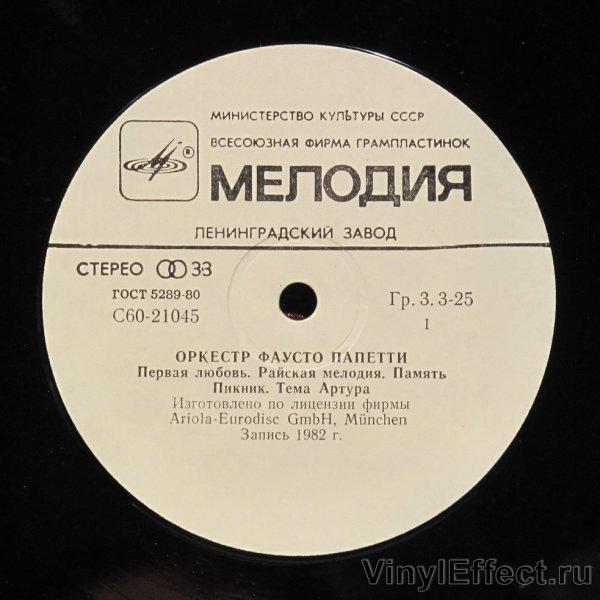 МИНИСТЕРСТВО КУЛЬТУРЫ СССР
ВСЕСОЮЗНАЯ ФИРМА ГРАМПЛАСТИНОК
МЕЛОДИЯ
ЛЕНИНГРАДСКИЙ ЗАВОД
СТЕРЕО 33
ГОСТ 5289-80
С60-21045
Гр. 3. 3-25
1
ОРКЕСТР ФАУСТО ПАПЕТТИ
Первая любовь. Райская мелодия. Память
Пикник. Тема Артура
Изготовлено по лицензии фирмы
Ariola-Eurodisc GmbH, München
Запись 1982 г.
VinylEffect.ru